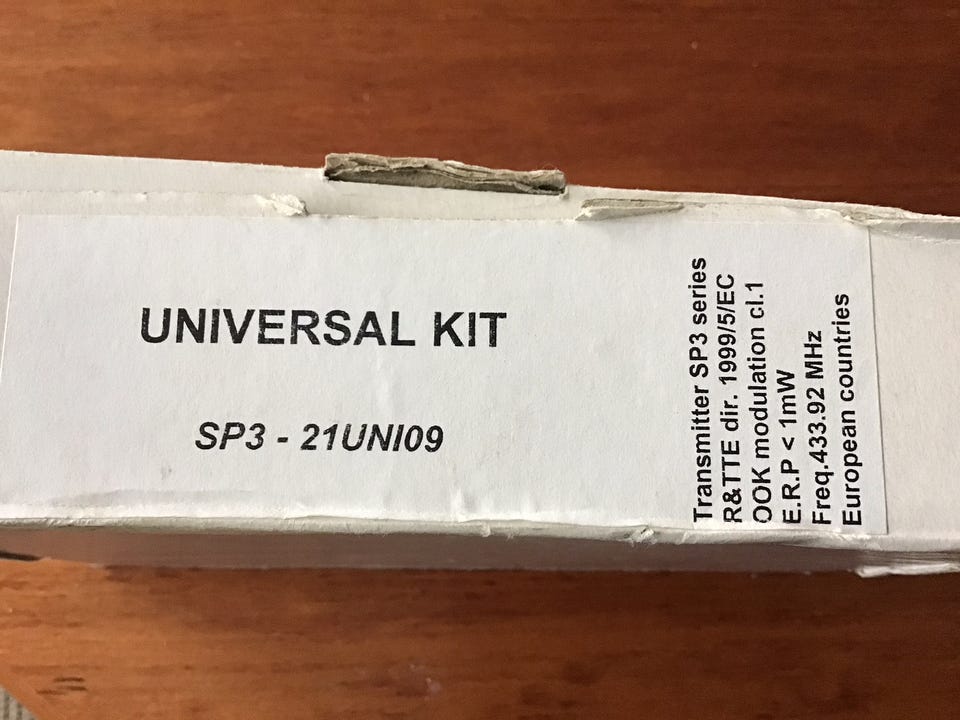 UNIVERSAL KIT
SP3 - 21UNI09
Transmitter SP3 series
R&TTE dir. 1999/5/EC
OOK modulation cl.1
E.R.P < 1mW
Freq.433.92 MHz
European countries